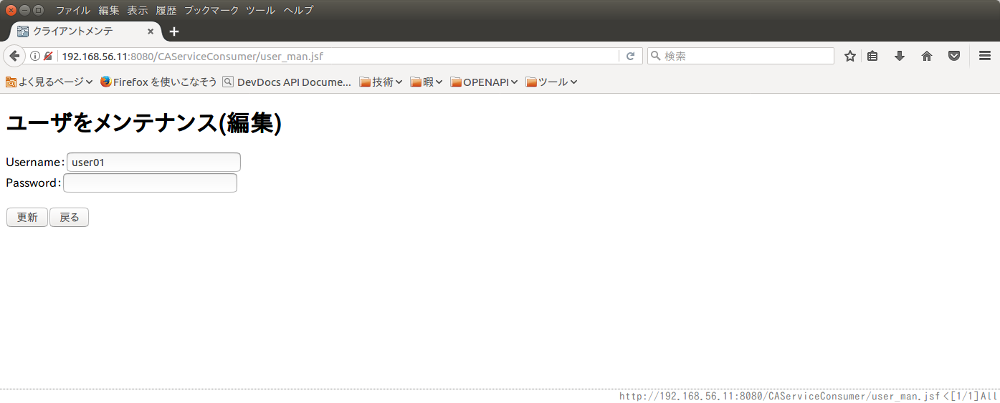 ファイル 編集 表示 履歴 ブックマーク ツール ヘルプ
クライアントメンテ
192.168.56.11:8080/CAServiceConsumer/user_man.jsf 検索
よく見るページ Firefox を使いこなそう DevDocs API Docume... 技術 暇 OPENAPI ツール
ユーザをメンテナンス(編集)
Username: user01
Password:
更新 戻る
http://192.168.56.11:8080/CAServiceConsumer/user_man.jsf <[1/1]All